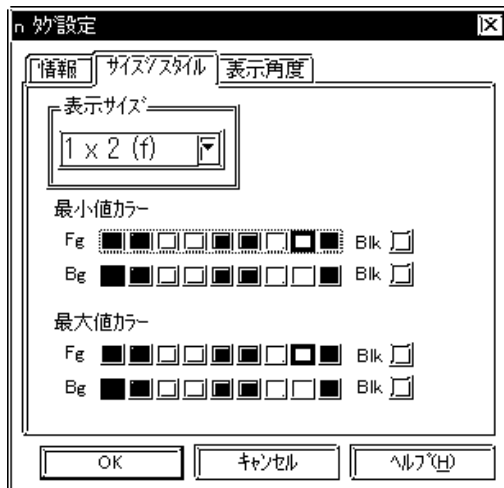 n ﾀｸﾞ設定
情報 ｻｲｽﾞ/ｽﾀｲﾙ 表示角度
表示ｻｲｽﾞ
1 x 2 (f)
最小値ｶﾗｰ
Fg Blk
Bg Blk
最大値ｶﾗｰ
Fg Blk
Bg Blk
OK ｷｬﾝｾﾙ ﾍﾙﾌﾟ(H)